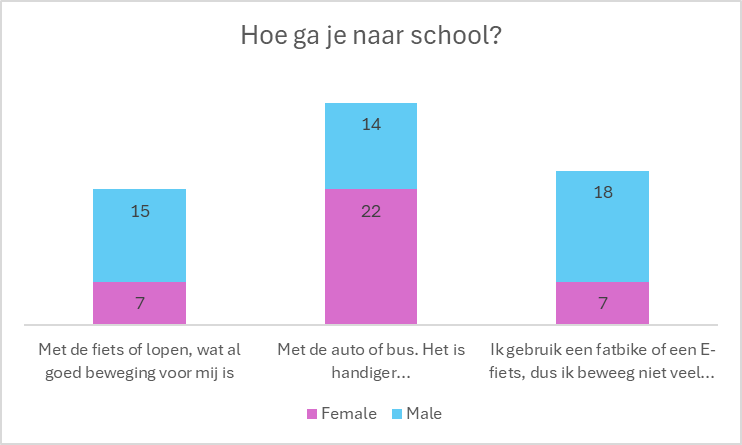 Hoe ga je naar school?
14
15
18
22
7
7
Met de fiets of lopen, wat al
goed beweging voor mij is
Met de auto of bus. Het is
handiger...
Ik gebruik een fatbike of een E-
fiets, dus ik beweeg niet veel...
Female
Male